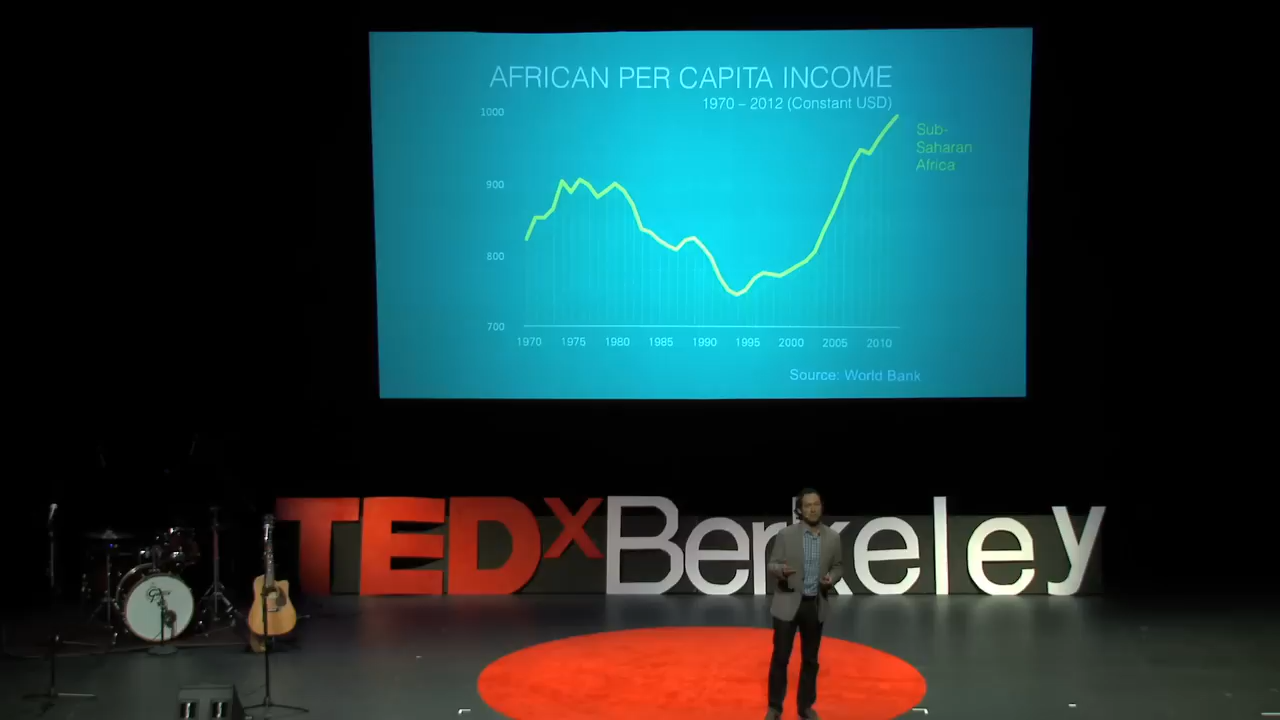 AFRICAN PER CAPITA INCOME
1970 – 2012 (Constant USD)
1000
900
800
700
Sub-
Saharan
Africa
1970 1975 1980 1985 1990 1995 2000 2005 2010
Source: World Bank
TEDxBerkeley